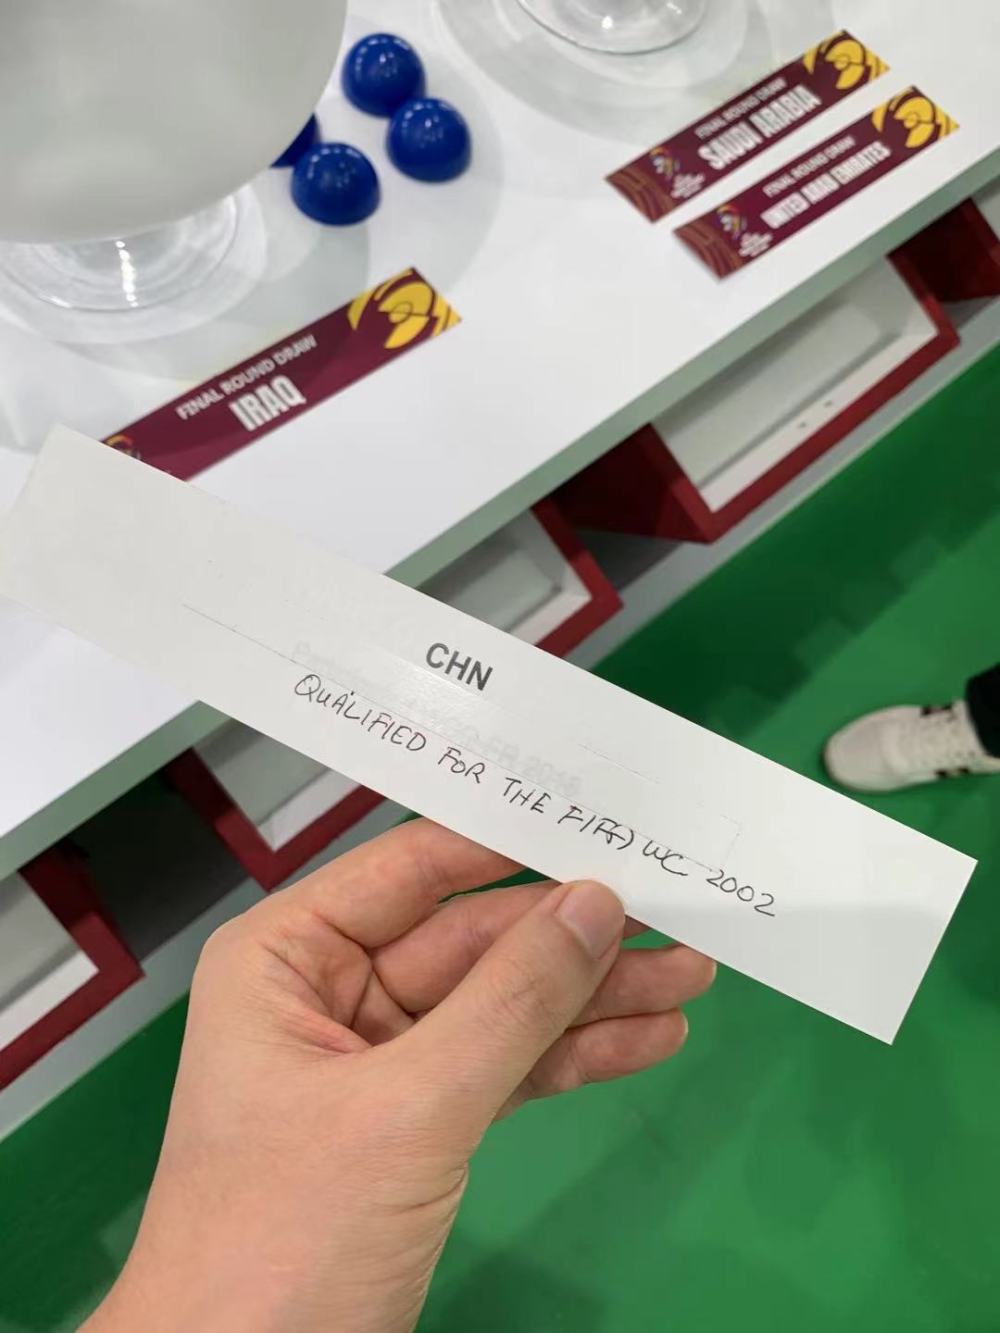 FINAL ROUND DRAW
SAUDI ARABIA
FINAL ROUND DRAW
UNITED ARAB EMIRATES
FINAL ROUND DRAW
IRAQ
CHN
QUALIFIED FOR THE FIFA WC 2002